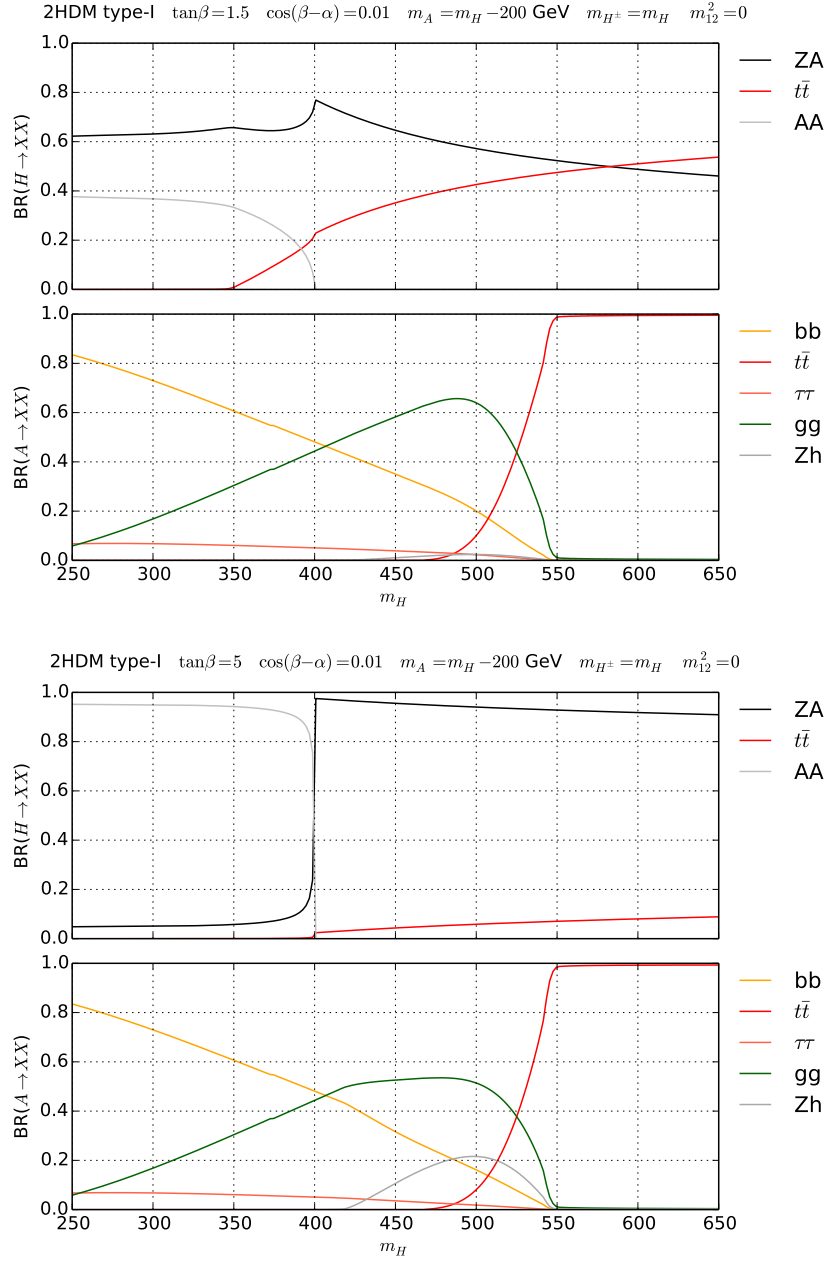 2HDM type-I tanβ=1.5 cos(β−α)=0.01 m_A=m_H−200 GeV m_{H^±}=m_H m_{12}^2=0
BR(H→XX)
1.0
0.8
0.6
0.4
0.2
0.0
ZA
tt̄
AA
BR(A→XX)
1.0
0.8
0.6
0.4
0.2
0.0
250 300 350 400 450 500 550 600 650
m_H
bb
tt̄
ττ
gg
Zh
2HDM type-I tanβ=5 cos(β−α)=0.01 m_A=m_H−200 GeV m_{H^±}=m_H m_{12}^2=0
BR(H→XX)
1.0
0.8
0.6
0.4
0.2
0.0
ZA
tt̄
AA
BR(A→XX)
1.0
0.8
0.6
0.4
0.2
0.0
250 300 350 400 450 500 550 600 650
m_H
bb
tt̄
ττ
gg
Zh